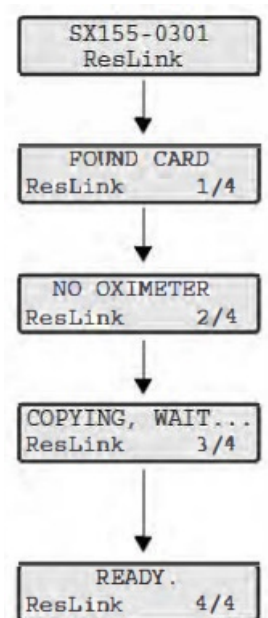 SX155-0301
ResLink
FOUND CARD
ResLink 1/4
NO OXIMETER
ResLink 2/4
COPYING, WAIT...
ResLink 3/4
READY.
ResLink 4/4